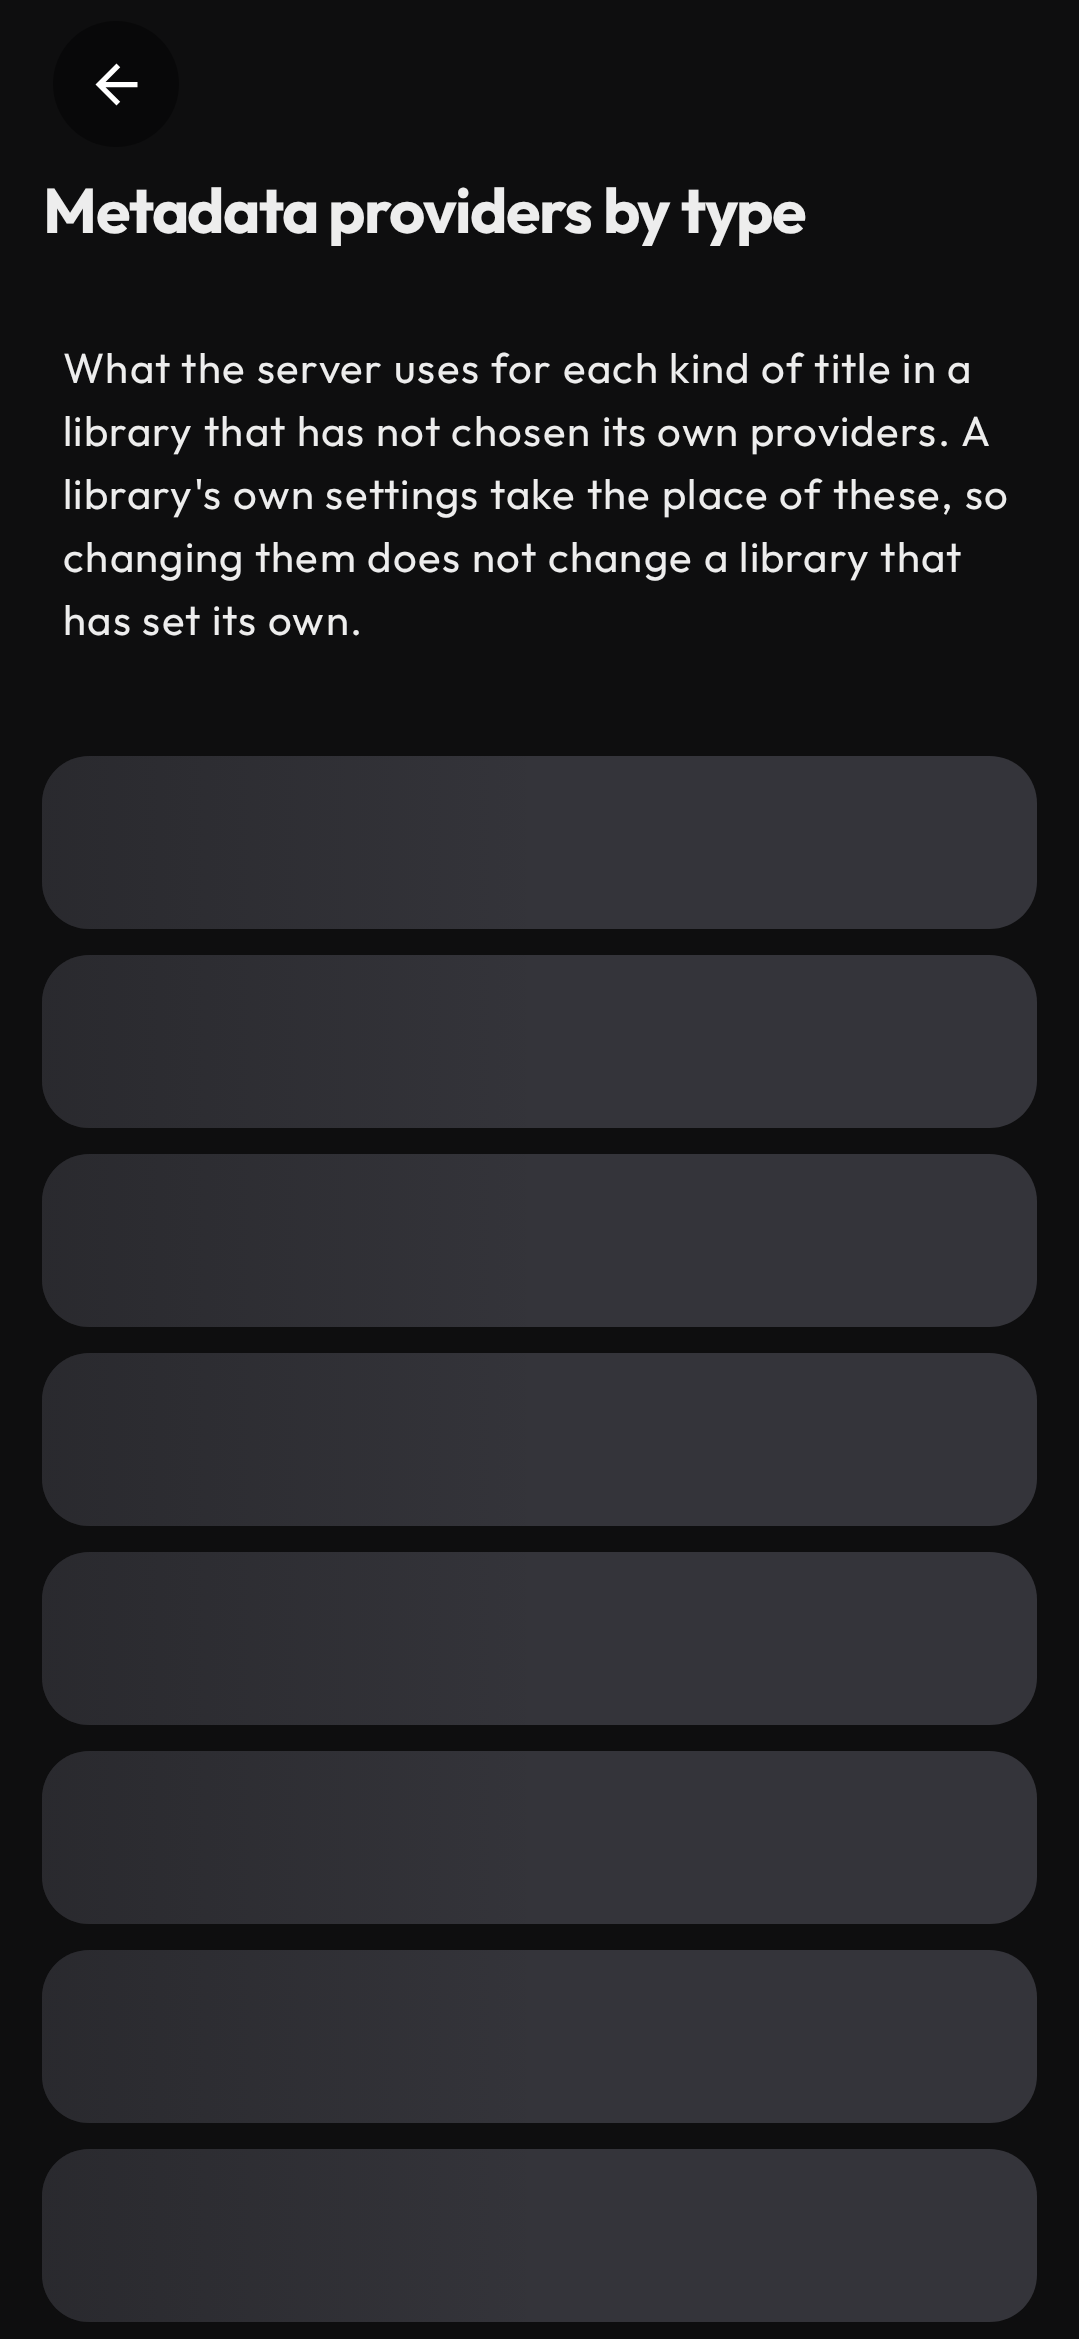 Metadata providers by type
What the server uses for each kind of title in a
library that has not chosen its own providers. A
library's own settings take the place of these, so
changing them does not change a library that
has set its own.